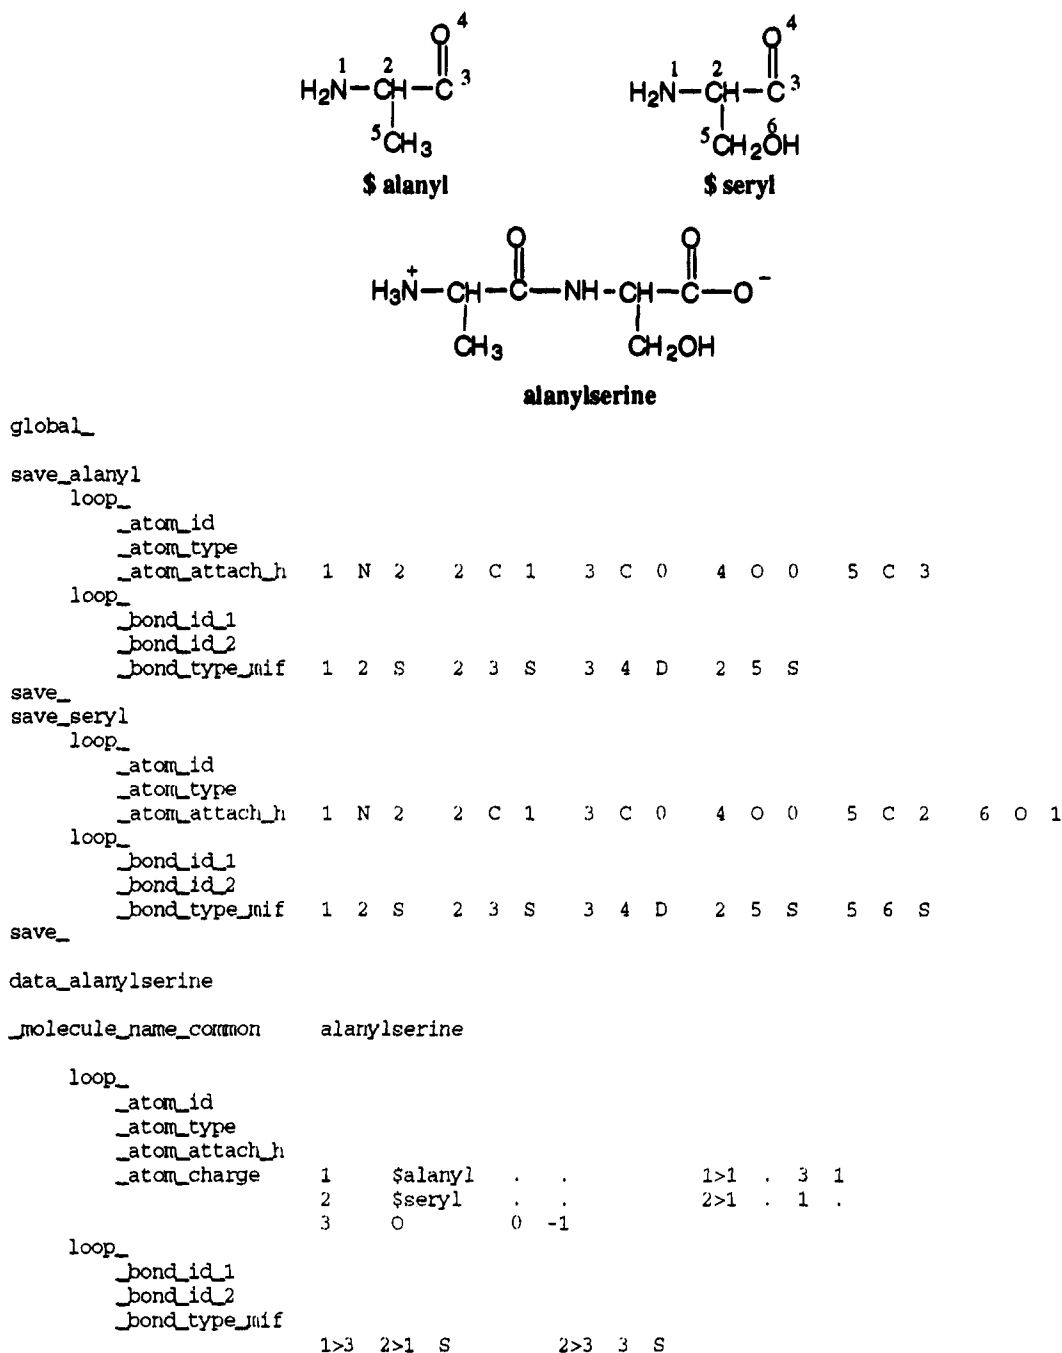 4 4
O O
1 2 3 1 2 3
H2N—CH—C H2N—CH—C
5CH3 5CH2OH 6
$ alanyl $ seryl
O O
H3N+—CH—C—NH-CH—C—O−
CH3 CH2OH
alanylserine
global_
save_alanyl
loop_
_atom_id
_atom_type
_atom_attach_h 1 N 2 2 C 1 3 C 0 4 O 0 5 C 3
loop_
_bond_id_1
_bond_id_2
_bond_type_mif 1 2 S 2 3 S 3 4 D 2 5 S
save_
save_seryl
loop_
_atom_id
_atom_type
_atom_attach_h 1 N 2 2 C 1 3 C 0 4 O 0 5 C 2 6 O 1
loop_
_bond_id_1
_bond_id_2
_bond_type_mif 1 2 S 2 3 S 3 4 D 2 5 S 5 6 S
save_
data_alanylserine
_molecule_name_common alanylserine
loop_
_atom_id
_atom_type
_atom_attach_h
_atom_charge 1 $alanyl . . 1>1 . 3 1
2 $seryl . . 2>1 . 1 .
3 O 0 -1
loop_
_bond_id_1
_bond_id_2
_bond_type_mif
1>3 2>1 S 2>3 3 S